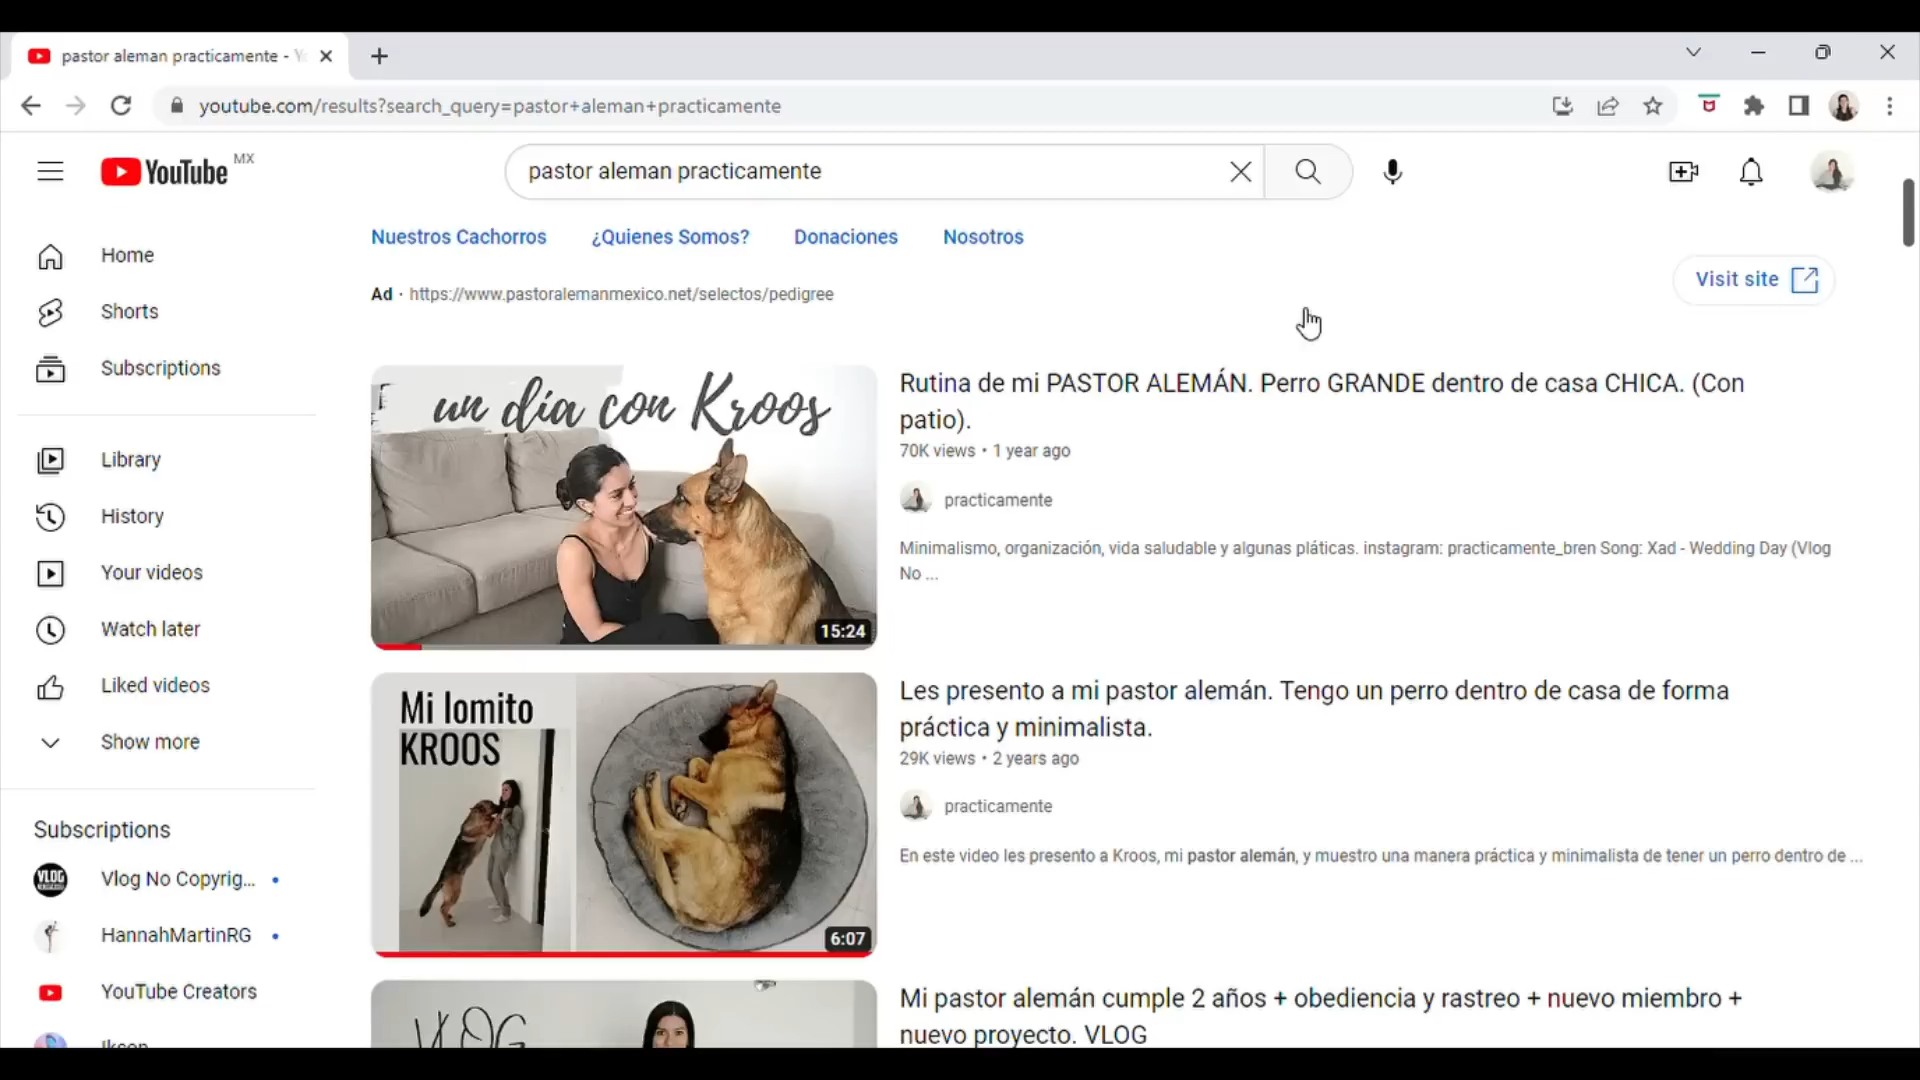 pastor aleman practicamente - Y
youtube.com/results?search_query=pastor+aleman+practicamente
YouTube MX
pastor aleman practicamente
Nuestros Cachorros ¿Quienes Somos? Donaciones Nosotros
Ad · https://www.pastoralemanmexico.net/selectos/pedigree
Visit site
Home
Shorts
Subscriptions
Library
History
Your videos
Watch later
Liked videos
Show more
Subscriptions
VLOG
Vlog No Copyrig...
HannahMartinRG
YouTube Creators
Ikson
un día con Kroos
15:24
Rutina de mi PASTOR ALEMÁN. Perro GRANDE dentro de casa CHICA. (Con
patio).
70K views • 1 year ago
practicamente
Minimalismo, organización, vida saludable y algunas pláticas. instagram: practicamente_bren Song: Xad - Wedding Day (Vlog
No ...
Mi lomito
KROOS
6:07
Les presento a mi pastor alemán. Tengo un perro dentro de casa de forma
práctica y minimalista.
29K views • 2 years ago
practicamente
En este video les presento a Kroos, mi pastor alemán, y muestro una manera práctica y minimalista de tener un perro dentro de ...
VLOG
Mi pastor alemán cumple 2 años + obediencia y rastreo + nuevo miembro +
nuevo proyecto. VLOG